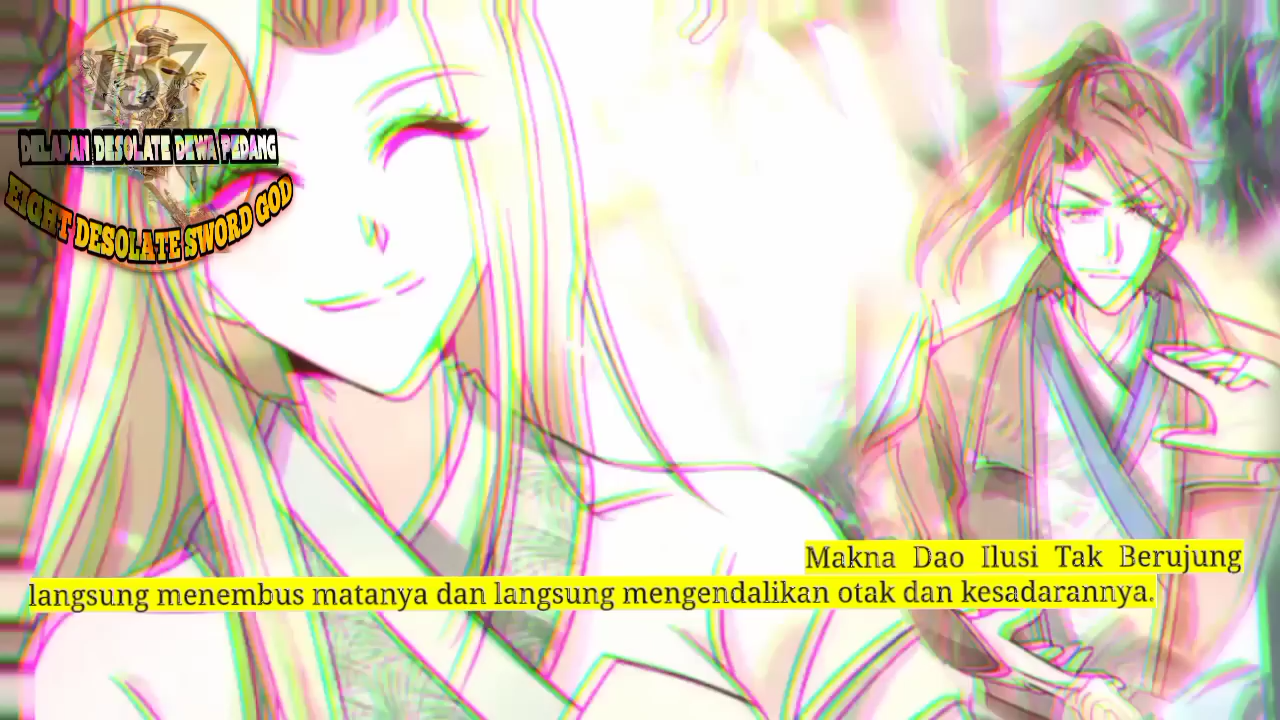 157
DELAPAN DESOLATE DEWA PEDANG
EIGHT DESOLATE SWORD GOD
Makna Dao Ilusi Tak Berujung
langsung menembus matanya dan langsung mengendalikan otak dan kesadarannya.